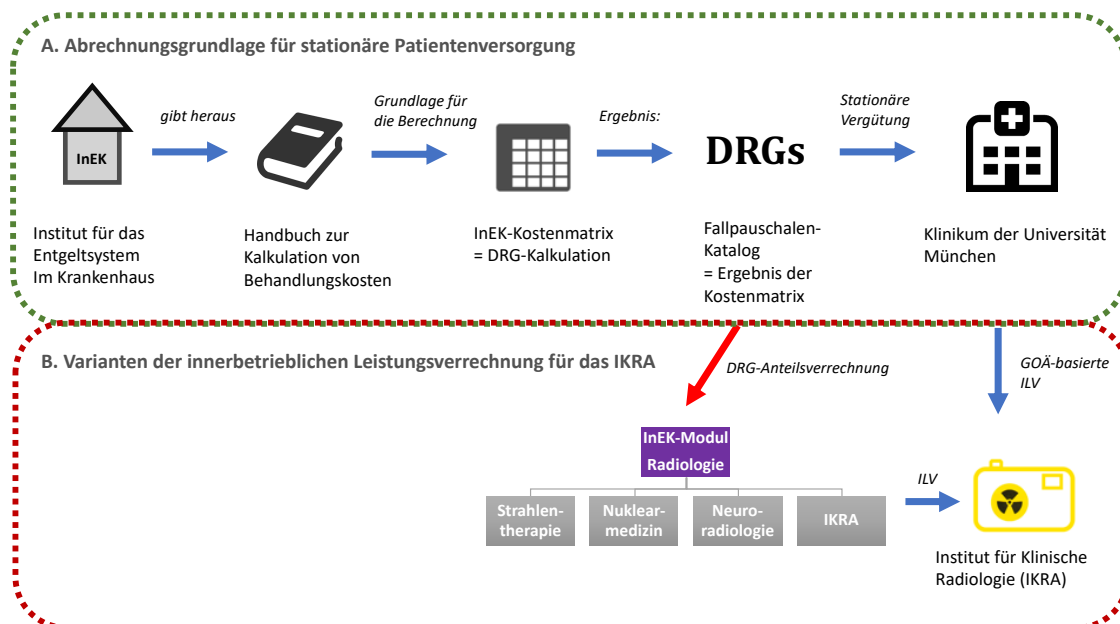 A. Abrechnungsgrundlage für stationäre Patientenversorgung
InEK
gibt heraus
Grundlage für
die Berechnung
Ergebnis:
DRGs
Stationäre
Vergütung
Institut für das
Entgeltsystem
Im Krankenhaus
Handbuch zur
Kalkulation von
Behandlungskosten
InEK-Kostenmatrix
= DRG-Kalkulation
Fallpauschalen-
Katalog
= Ergebnis der
Kostenmatrix
Klinikum der Universität
München
B. Varianten der innerbetrieblichen Leistungsverrechnung für das IKRA
DRG-Anteilsverrechnung
GOÄ-basierte
ILV
InEK-Modul
Radiologie
Strahlen-
therapie
Nuklear-
medizin
Neuro-
radiologie
IKRA
ILV
Institut für Klinische
Radiologie (IKRA)